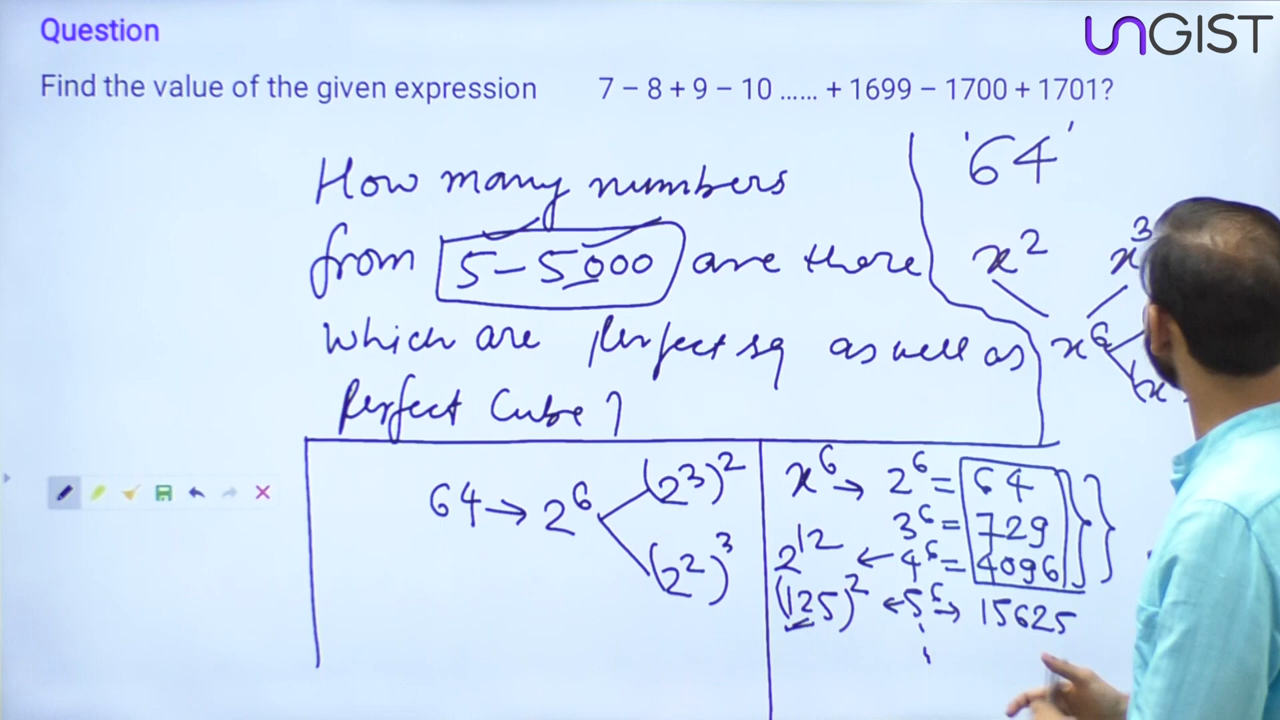 Question
UNGIST
Find the value of the given expression 7 – 8 + 9 – 10 ...... + 1699 – 1700 + 1701?
How many numbers
from 5 – 5000 are there
which are Perfect sq as well as
Perfect Cube ?
'64'
x² x³
x⁶
(x
64 → 2⁶
(2³)²
(2²)³
x⁶ → 2⁶ = 64
3⁶ = 729
2¹² ← 4⁶ = 4096
(125)² ← 5⁶ → 15625